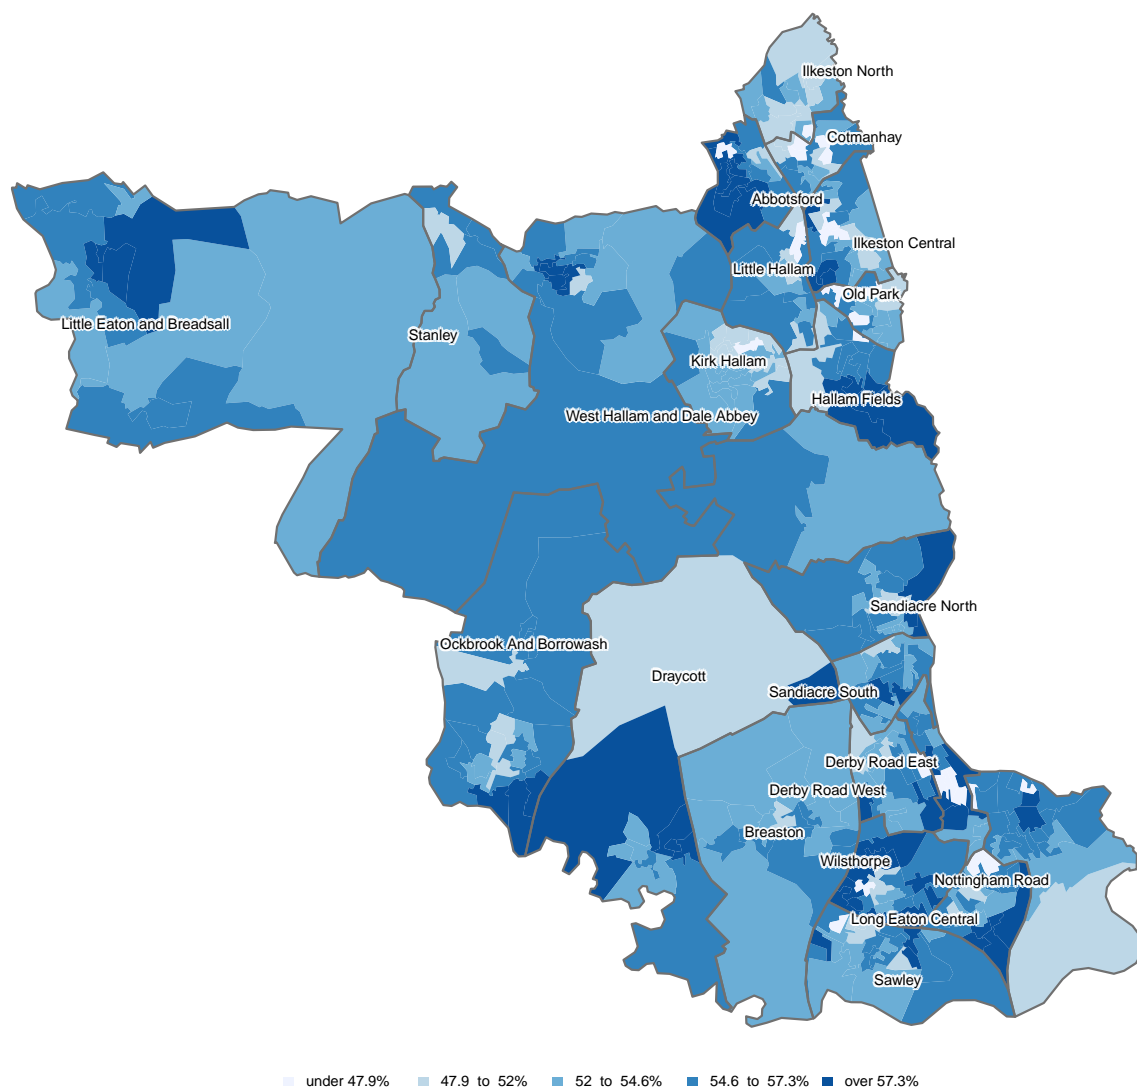 Ilkeston North
Cotmanhay
Abbotsford
Ilkeston Central
Little Hallam
Old Park
Little Eaton and Breadsall
Stanley
Kirk Hallam
Hallam Fields
West Hallam and Dale Abbey
Sandiacre North
Ockbrook And Borrowash
Draycott
Sandiacre South
Derby Road East
Derby Road West
Breaston
Wilsthorpe
Nottingham Road
Long Eaton Central
Sawley
under 47.9% 47.9 to 52% 52 to 54.6% 54.6 to 57.3% over 57.3%